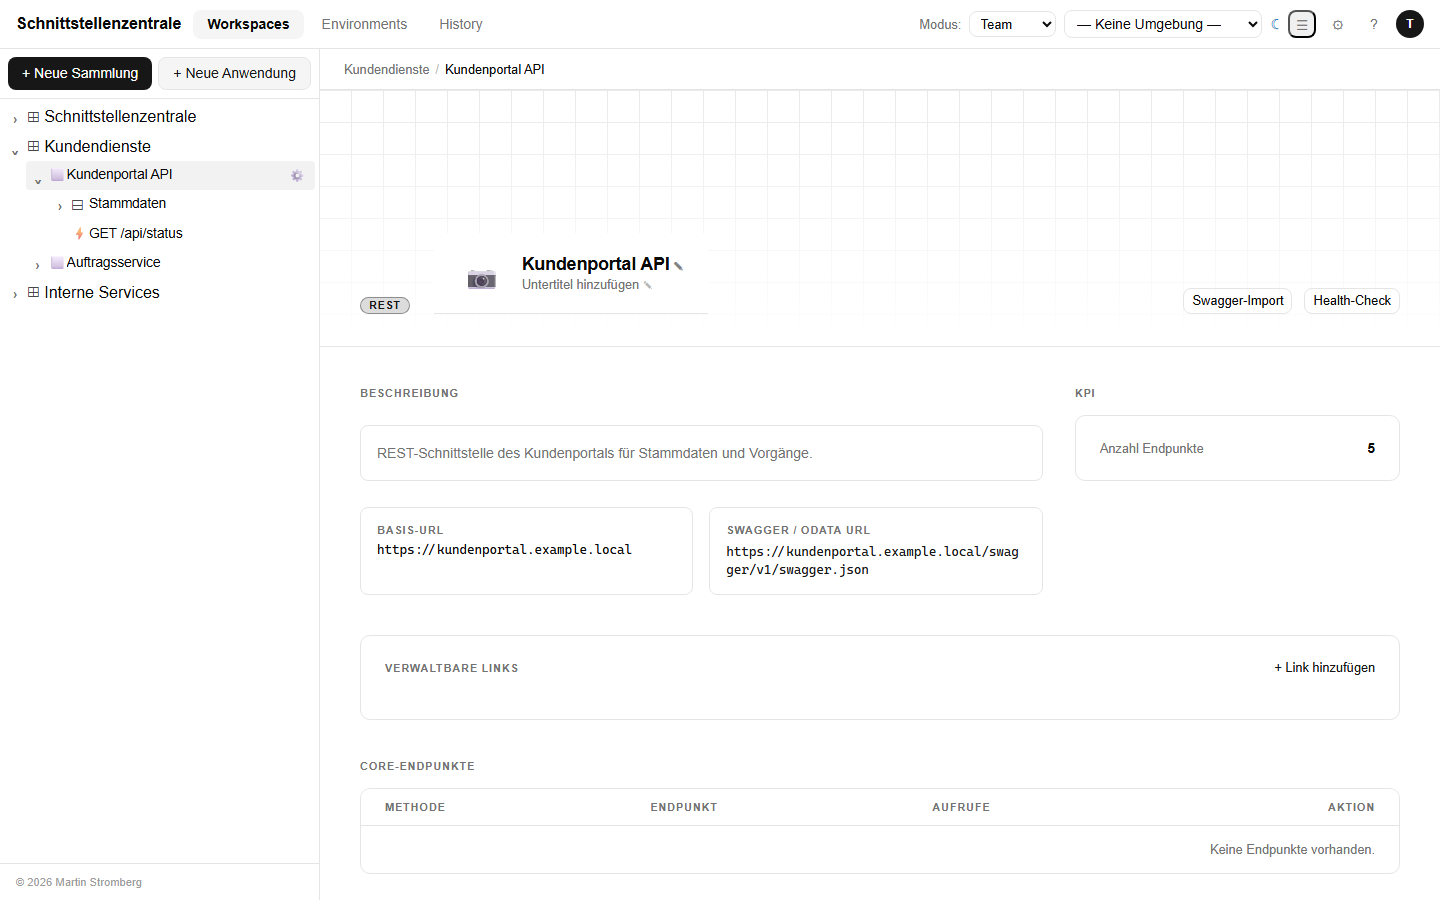 Schnittstellenzentrale
Workspaces
Environments
History
Modus:
Team
— Keine Umgebung —
?
T
+ Neue Sammlung
+ Neue Anwendung
Kundendienste / Kundenportal API
Schnittstellenzentrale
Kundendienste
Kundenportal API
Stammdaten
GET /api/status
Auftragsservice
Interne Services
© 2026 Martin Stromberg
REST
Kundenportal API
Untertitel hinzufügen
Swagger-Import
Health-Check
BESCHREIBUNG
REST-Schnittstelle des Kundenportals für Stammdaten und Vorgänge.
KPI
Anzahl Endpunkte 5
BASIS-URL
https://kundenportal.example.local
SWAGGER / ODATA URL
https://kundenportal.example.local/swag
ger/v1/swagger.json
VERWALTBARE LINKS
+ Link hinzufügen
CORE-ENDPUNKTE
METHODE ENDPUNKT AUFRUFE AKTION
Keine Endpunkte vorhanden.